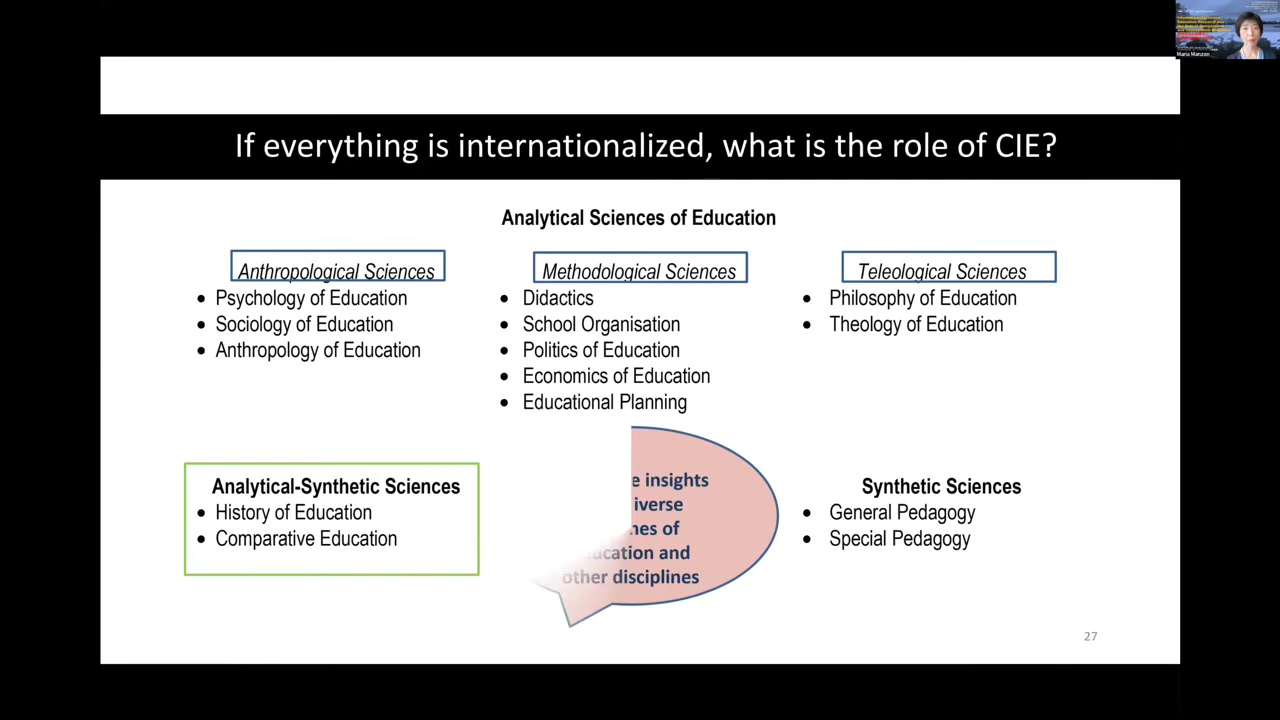 Maria Manzon
If everything is internationalized, what is the role of CIE?
Analytical Sciences of Education
Anthropological Sciences
• Psychology of Education
• Sociology of Education
• Anthropology of Education
Methodological Sciences
• Didactics
• School Organisation
• Politics of Education
• Economics of Education
• Educational Planning
Teleological Sciences
• Philosophy of Education
• Theology of Education
Analytical-Synthetic Sciences
• History of Education
• Comparative Education
e insights
iverse
nes of
ucation and
other disciplines
Synthetic Sciences
• General Pedagogy
• Special Pedagogy
27